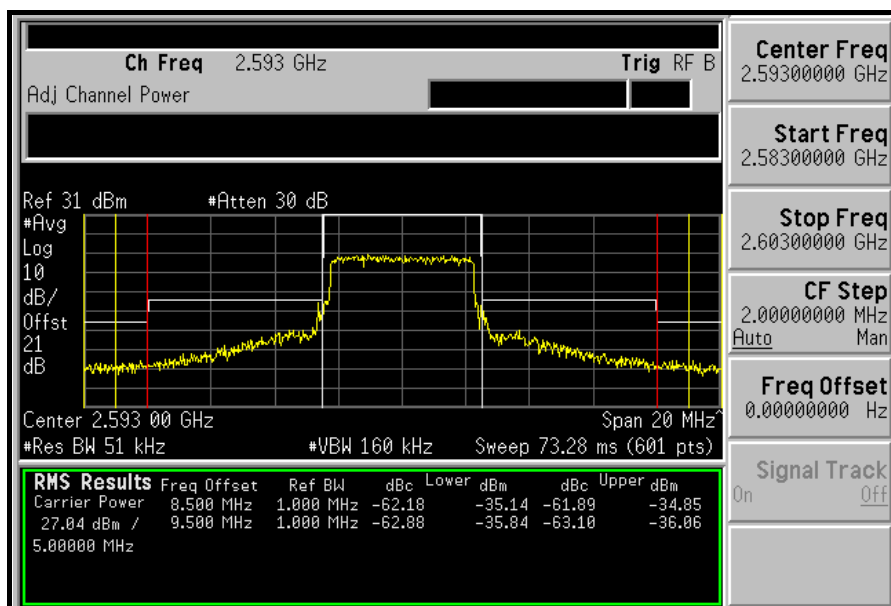 Ch Freq 2.593 GHz Trig RF B
Adj Channel Power
Ref 31 dBm #Atten 30 dB
#Avg
Log
10
dB/
Offst
21
dB
Center 2.593 00 GHz Span 20 MHz^
#Res BW 51 kHz #VBW 160 kHz Sweep 73.28 ms (601 pts)
RMS Results Freq Offset Ref BW dBc Lower dBm dBc Upper dBm
Carrier Power 8.500 MHz 1.000 MHz -62.18 -35.14 -61.89 -34.85
27.04 dBm / 9.500 MHz 1.000 MHz -62.88 -35.84 -63.10 -36.06
5.00000 MHz
Center Freq
2.59300000 GHz
Start Freq
2.58300000 GHz
Stop Freq
2.60300000 GHz
CF Step
2.00000000 MHz
Auto Man
Freq Offset
0.00000000 Hz
Signal Track
On Off